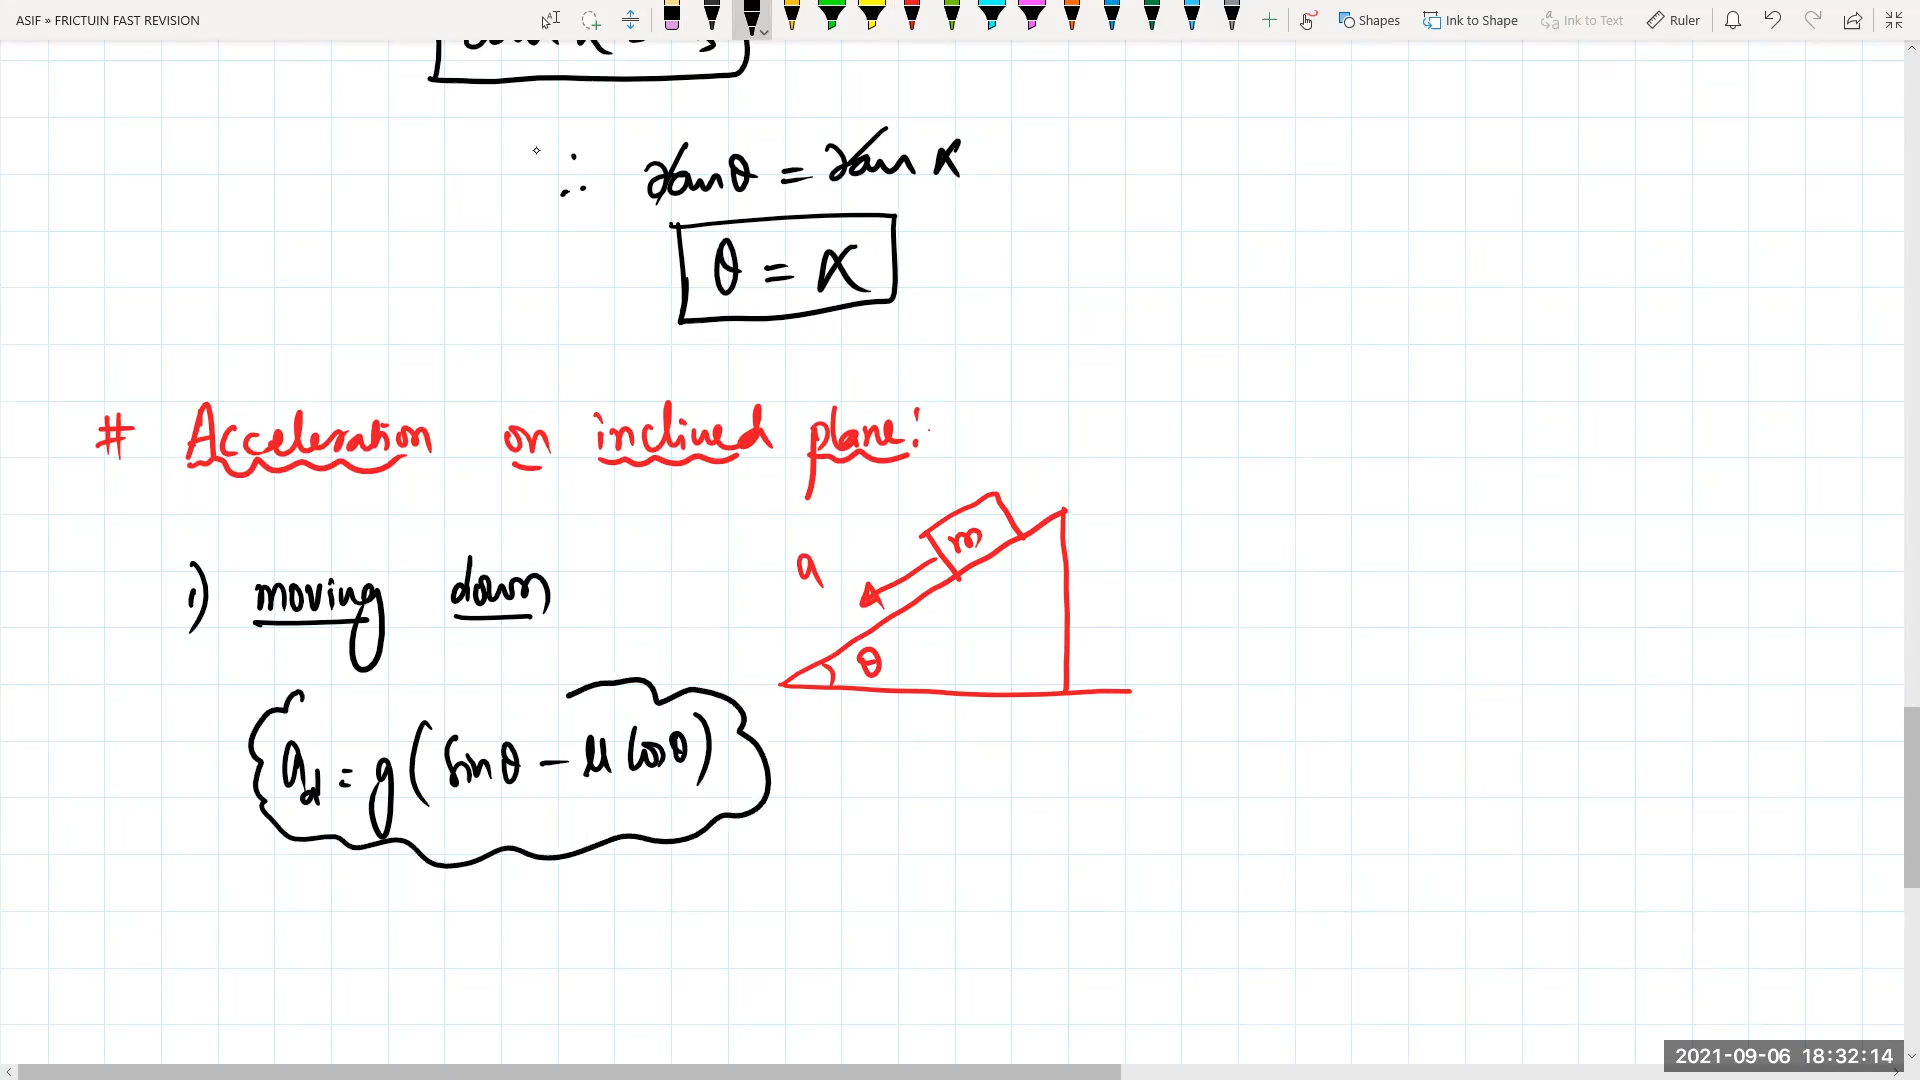 ASIF » FRICTUIN FAST REVISION
Shapes Ink to Shape Ink to Text Ruler
∴ tanθ = tan α
θ = α
# Acceleration on inclined plane:
m
a
i) moving down
θ
a_d = g(sinθ - μ cosθ)
2021-09-06 18:32:14